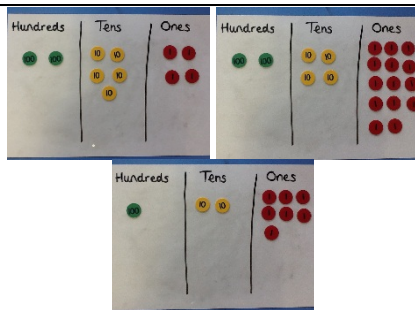 Hundreds Tens Ones
100 100 10 10 1 1
10 10 1 1
10
Hundreds Tens Ones
100 100 10 10 1 1 1
1 1 1
10 10 1 1 1
1 1 1
1 1
Hundreds Tens Ones
100 10 10 1 1 1
1 1 1
1